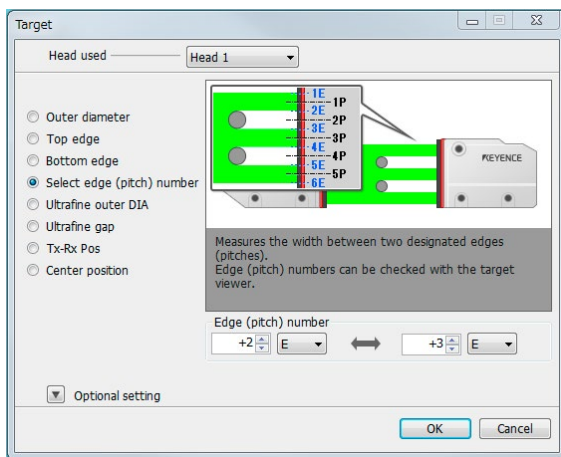 Target
Head used
Head 1
Outer diameter
Top edge
Bottom edge
Select edge (pitch) number
Ultrafine outer DIA
Ultrafine gap
Tx-Rx Pos
Center position
1E
1P
2E
2P
3E
3P
4E
4P
5E
5P
6E
KEYENCE
Measures the width between two designated edges
(pitches).
Edge (pitch) numbers can be checked with the target
viewer.
Edge (pitch) number
+2 E +3 E
Optional setting
OK Cancel